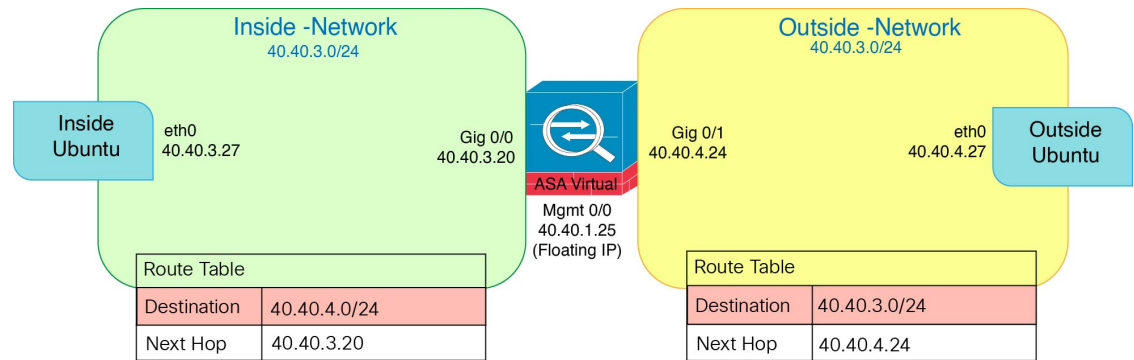 Inside -Network
40.40.3.0/24
Outside -Network
40.40.3.0/24
Inside
Ubuntu
eth0
40.40.3.27
Gig 0/0
40.40.3.20
ASA Virtual
Mgmt 0/0
40.40.1.25
(Floating IP)
Gig 0/1
40.40.4.24
eth0
40.40.4.27
Outside
Ubuntu
Route Table
Destination 40.40.4.0/24
Next Hop 40.40.3.20
Route Table
Destination 40.40.3.0/24
Next Hop 40.40.4.24